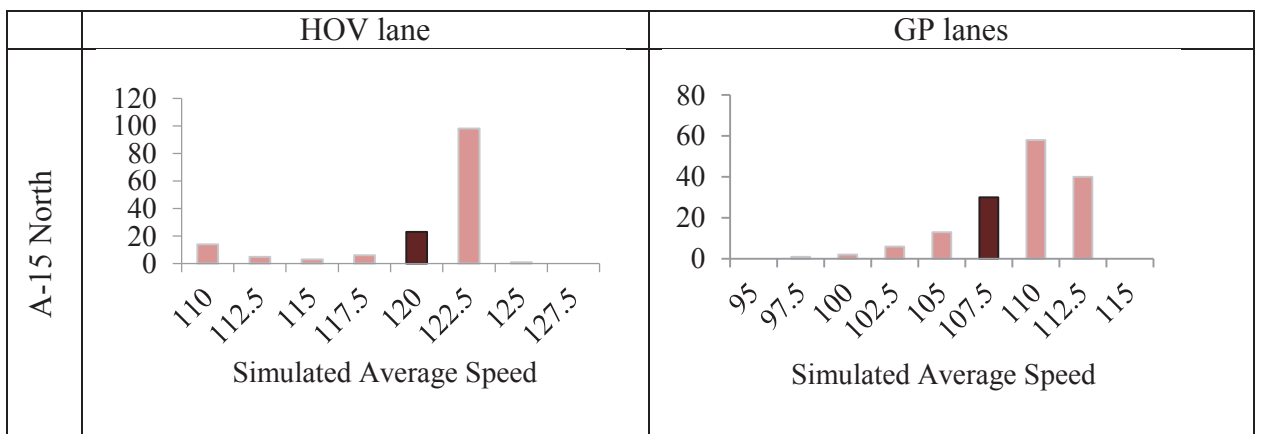 HOV lane
GP lanes
A-15 North
120
100
80
60
40
20
0
110 112.5 115 117.5 120 122.5 125 127.5
Simulated Average Speed
80
60
40
20
0
95 97.5 100 102.5 105 107.5 110 112.5 115
Simulated Average Speed